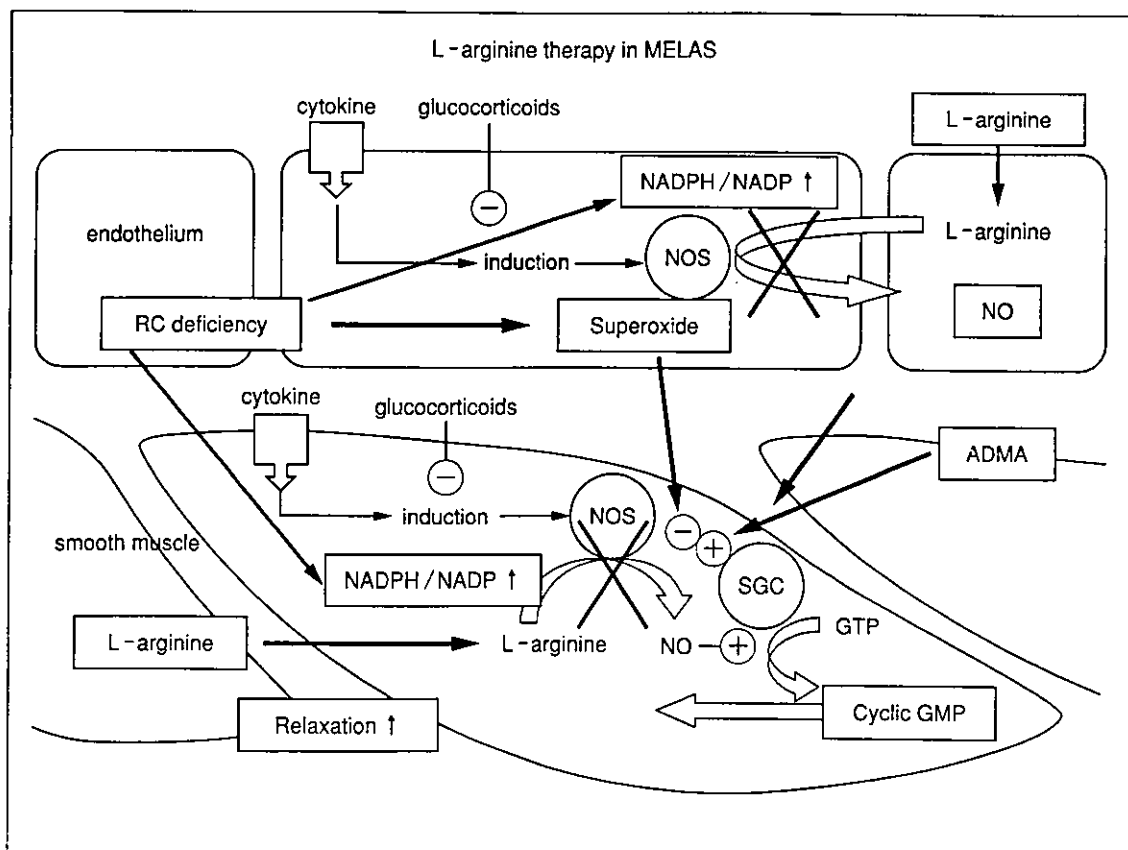 L-arginine therapy in MELAS
cytokine
glucocorticoids
L-arginine
NADPH/NADP ↑
−
endothelium
L-arginine
induction
NOS
RC deficiency
Superoxide
NO
cytokine
glucocorticoids
ADMA
−
induction
NOS
−
+
smooth muscle
NADPH/NADP ↑
SGC
L-arginine
L-arginine
NO
+
GTP
Relaxation ↑
Cyclic GMP